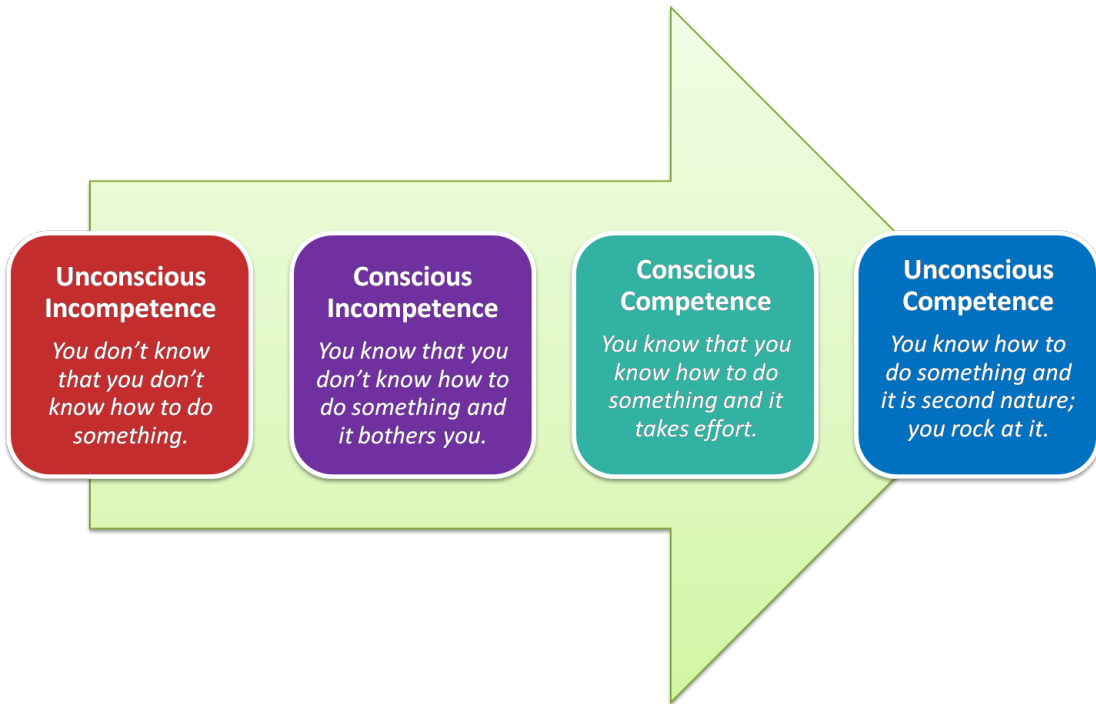 Unconscious
Incompetence
You don’t know
that you don’t
know how to do
something.
Conscious
Incompetence
You know that you
don’t know how to
do something and
it bothers you.
Conscious
Competence
You know that you
know how to do
something and it
takes effort.
Unconscious
Competence
You know how to
do something and
it is second nature;
you rock at it.